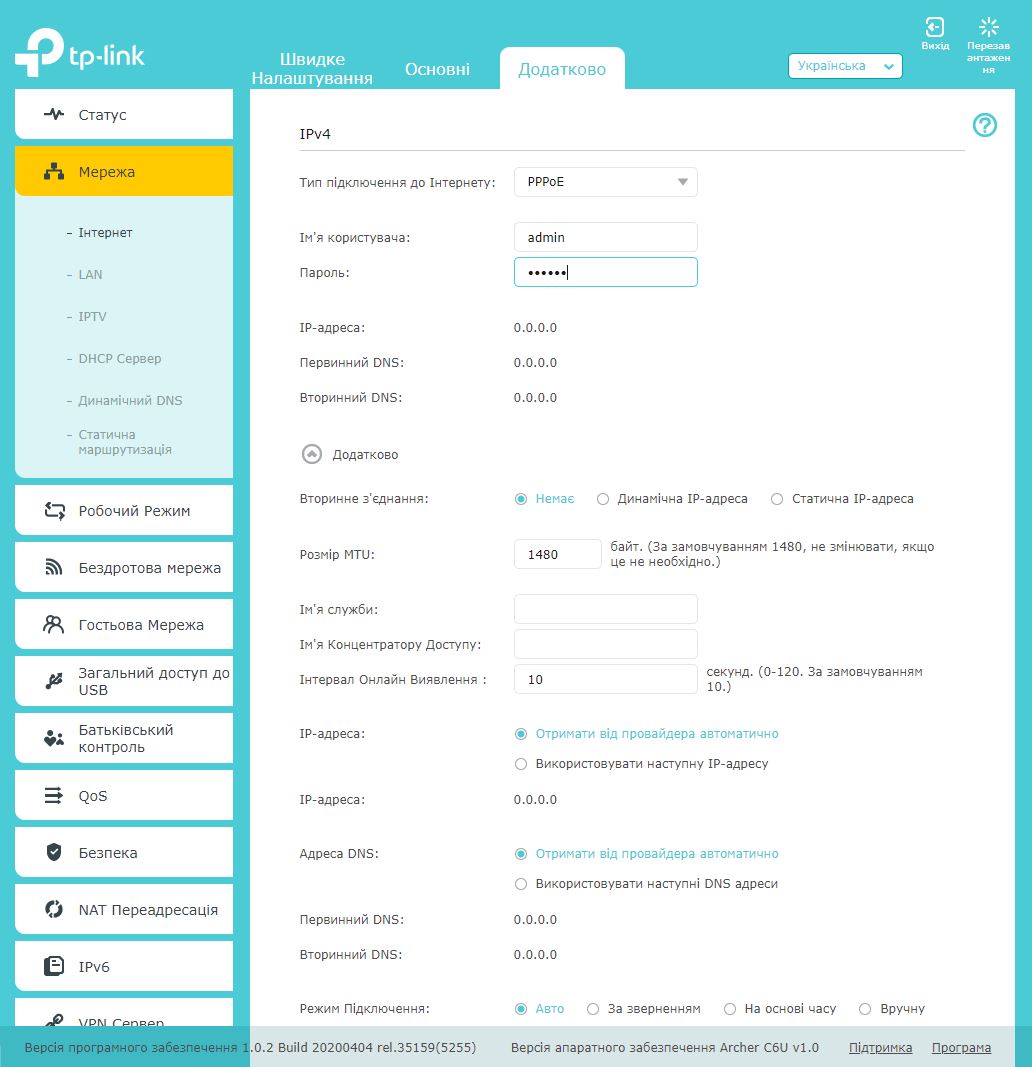 tp-link
Швидке
Налаштування
Основні
Додатково
Українська
Вихід
Перезав
антажен
ня
Статус
Мережа
– Інтернет
– LAN
– IPTV
– DHCP Сервер
– Динамічний DNS
– Статична
маршрутизація
Робочий Режим
Бездротова мережа
Гостьова Мережа
Загальний доступ до
USB
Батьківський
контроль
QoS
Безпека
NAT Переадресація
IPv6
VPN Сервер
IPv4
Тип підключення до Інтернету: PPPoE
Ім'я користувача: admin
Пароль: ••••••
IP-адреса: 0.0.0.0
Первинний DNS: 0.0.0.0
Вторинний DNS: 0.0.0.0
Додатково
Вторинне з'єднання: Немає Динамічна IP-адреса Статична IP-адреса
Розмір MTU: 1480 байт. (За замовчуванням 1480, не змінювати, якщо
це не необхідно.)
Ім'я служби:
Ім'я Концентратору Доступу:
Інтервал Онлайн Виявлення : 10 секунд. (0-120. За замовчуванням
10.)
IP-адреса: Отримати від провайдера автоматично
Використовувати наступну IP-адресу
IP-адреса: 0.0.0.0
Адреса DNS: Отримати від провайдера автоматично
Використовувати наступні DNS адреси
Первинний DNS: 0.0.0.0
Вторинний DNS: 0.0.0.0
Режим Підключення: Авто За зверненням На основі часу Вручну
Версія програмного забезпечення 1.0.2 Build 20200404 rel.35159(5255) Версія апаратного забезпечення Archer C6U v1.0 Підтримка Програма